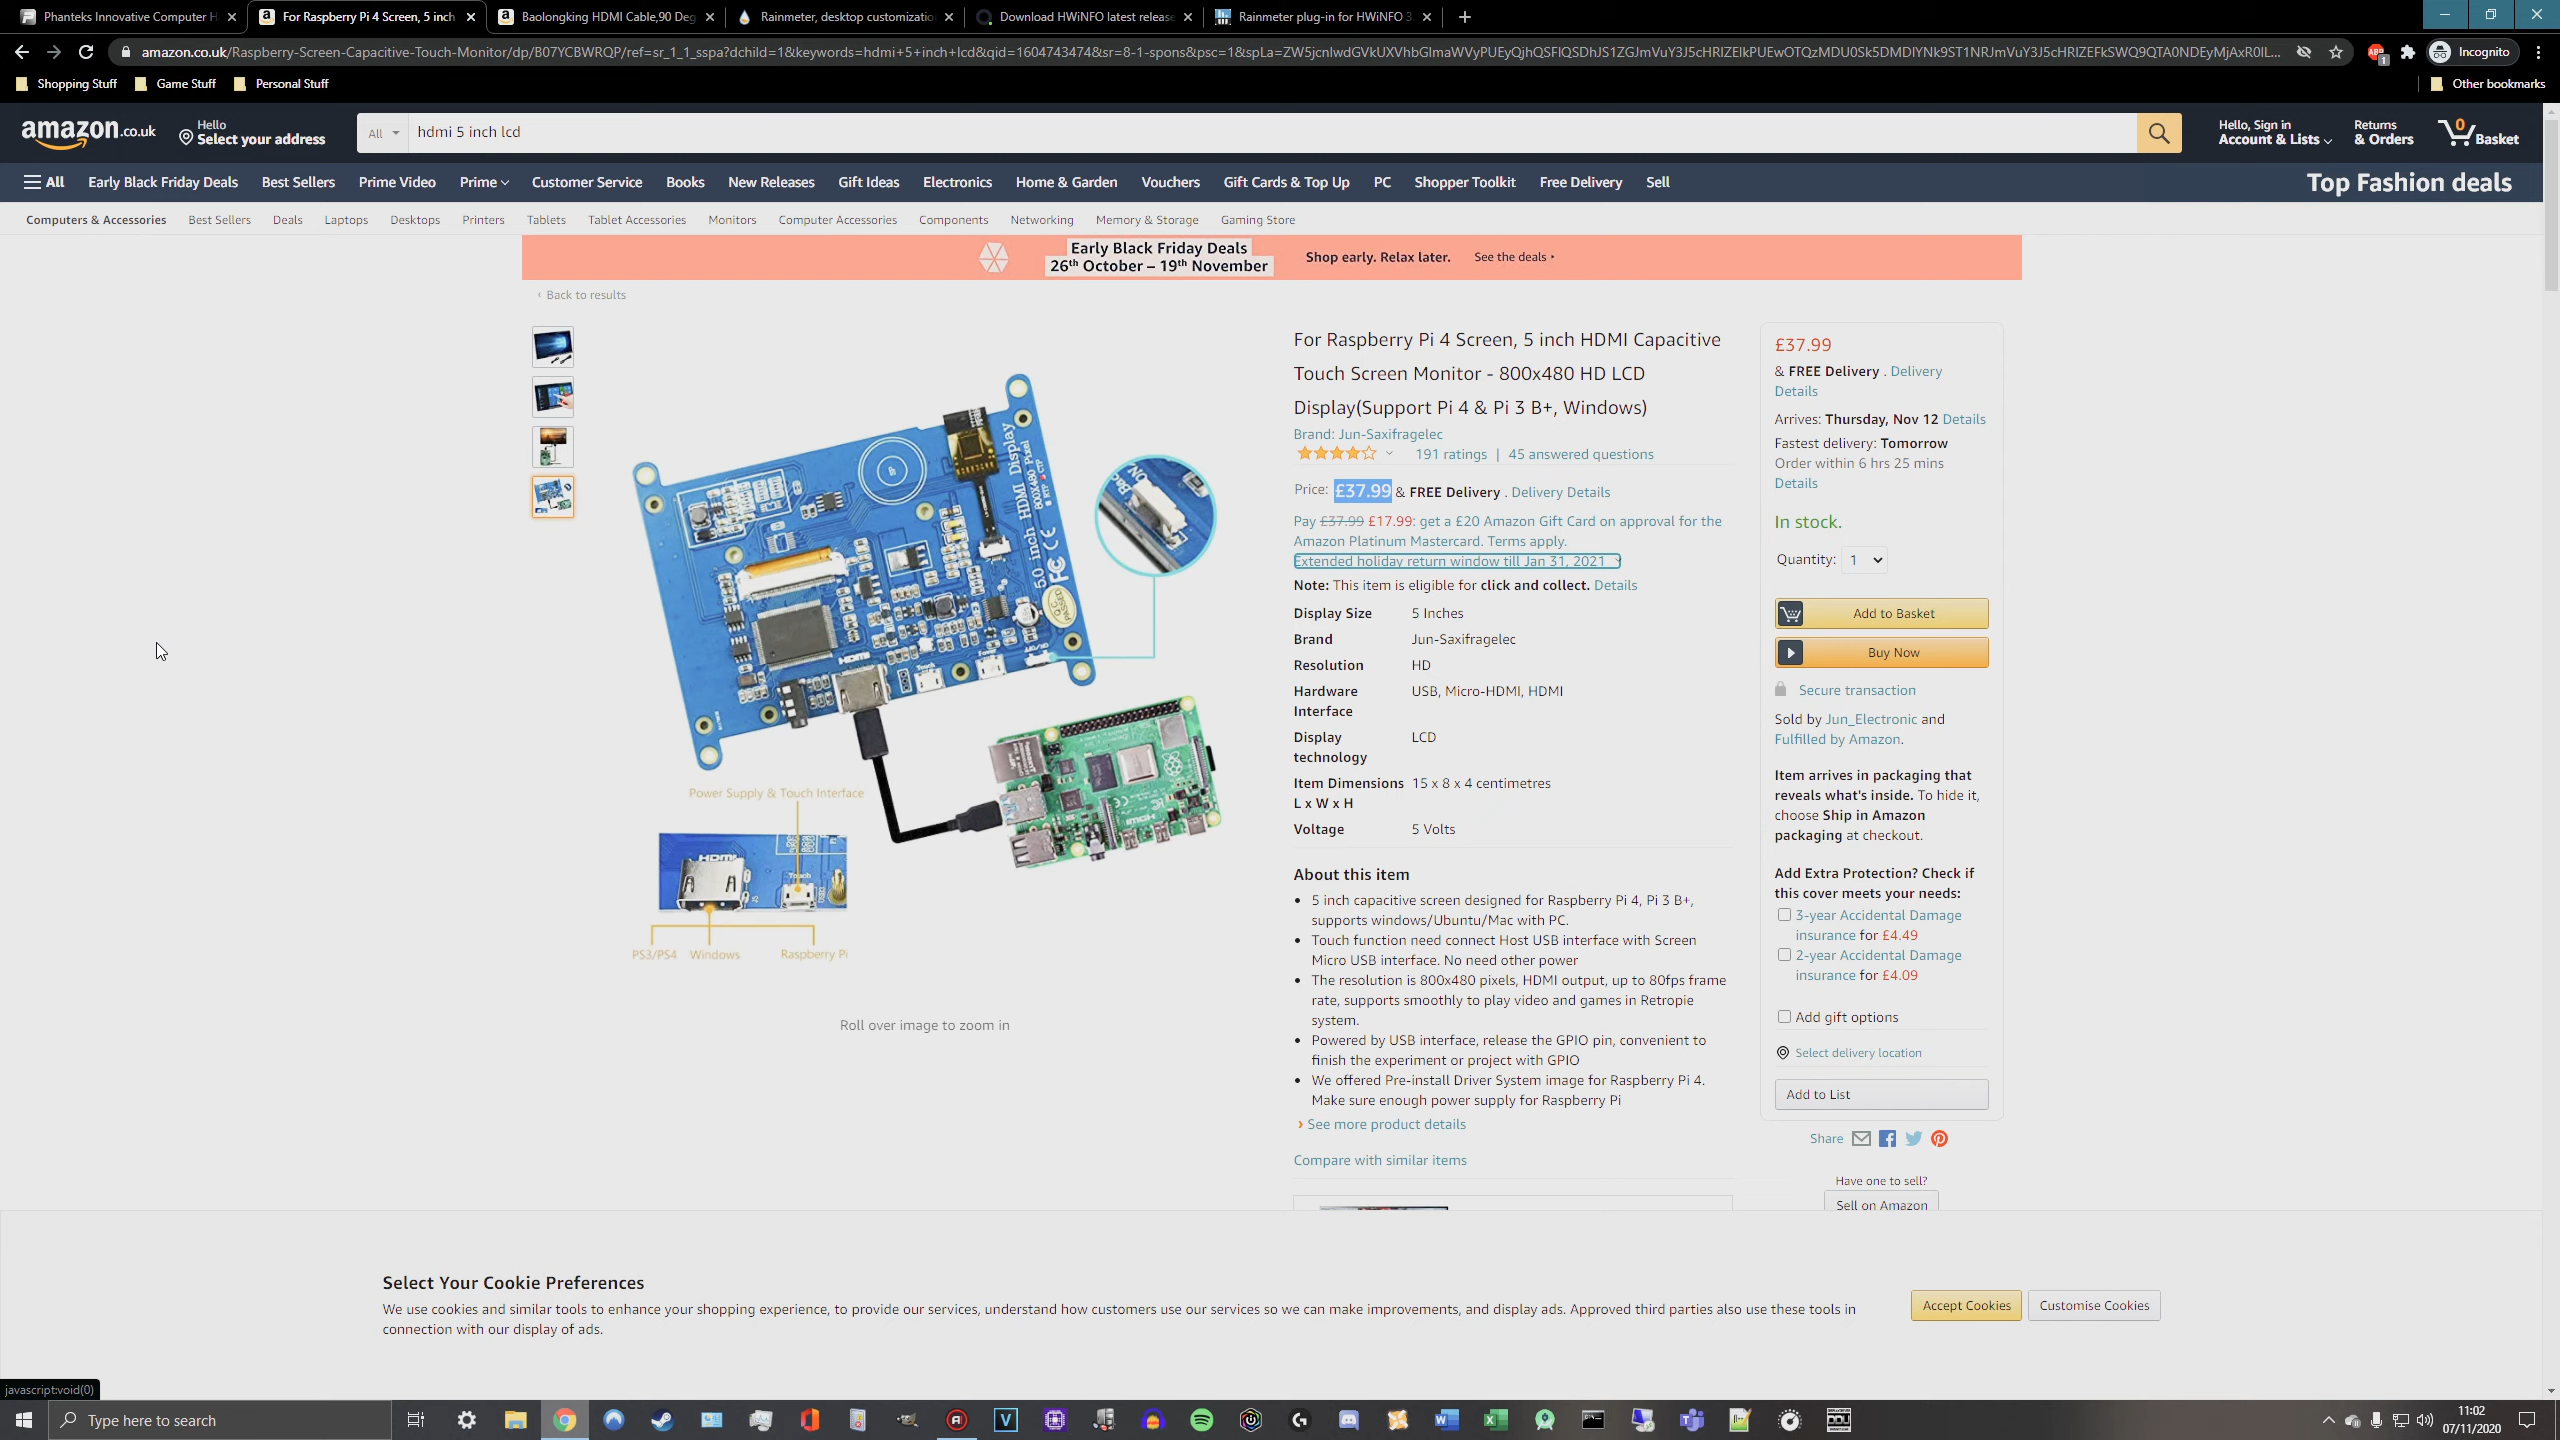 Phanteks Innovative Computer H
For Raspberry Pi 4 Screen, 5 inch
Baolongking HDMI Cable,90 Deg
Rainmeter, desktop customizatio
Download HWiNFO latest release
Rainmeter plug-in for HWiNFO 3
Incognito
Shopping Stuff
Game Stuff
Personal Stuff
Other bookmarks
amazon.co.uk
Hello
Select your address
All
hdmi 5 inch lcd
Hello, Sign in
Account & Lists
Returns
& Orders
0
Basket
All
Early Black Friday Deals
Best Sellers
Prime Video
Prime
Customer Service
Books
New Releases
Gift Ideas
Electronics
Home & Garden
Vouchers
Gift Cards & Top Up
PC
Shopper Toolkit
Free Delivery
Sell
Top Fashion deals
Computers & Accessories
Best Sellers
Deals
Laptops
Desktops
Printers
Tablets
Tablet Accessories
Monitors
Computer Accessories
Components
Networking
Memory & Storage
Gaming Store
Early Black Friday Deals
26th October – 19th November
Shop early. Relax later.
See the deals
‹ Back to results
5.0 inch HDMI Display
800X480 Pixel
Power Supply & Touch Interface
HDMI
Touch
PS3/PS4
Windows
Raspberry Pi
Roll over image to zoom in
For Raspberry Pi 4 Screen, 5 inch HDMI Capacitive
Touch Screen Monitor - 800x480 HD LCD
Display(Support Pi 4 & Pi 3 B+, Windows)
Brand: Jun-Saxifragelec
191 ratings | 45 answered questions
Price: £37.99 & FREE Delivery . Delivery Details
Pay £37.99 £17.99: get a £20 Amazon Gift Card on approval for the
Amazon Platinum Mastercard. Terms apply.
Extended holiday return window till Jan 31, 2021
Note: This item is eligible for click and collect. Details
Display Size 5 Inches
Brand Jun-Saxifragelec
Resolution HD
Hardware USB, Micro-HDMI, HDMI
Interface
Display LCD
technology
Item Dimensions 15 x 8 x 4 centimetres
L x W x H
Voltage 5 Volts
About this item
• 5 inch capacitive screen designed for Raspberry Pi 4, Pi 3 B+,
supports windows/Ubuntu/Mac with PC.
• Touch function need connect Host USB interface with Screen
Micro USB interface. No need other power
• The resolution is 800x480 pixels, HDMI output, up to 80fps frame
rate, supports smoothly to play video and games in Retropie
system.
• Powered by USB interface, release the GPIO pin, convenient to
finish the experiment or project with GPIO
• We offered Pre-install Driver System image for Raspberry Pi 4.
Make sure enough power supply for Raspberry Pi
› See more product details
Compare with similar items
£37.99
& FREE Delivery . Delivery
Details
Arrives: Thursday, Nov 12 Details
Fastest delivery: Tomorrow
Order within 6 hrs 25 mins
Details
In stock.
Quantity: 1
Add to Basket
Buy Now
Secure transaction
Sold by Jun_Electronic and
Fulfilled by Amazon.
Item arrives in packaging that
reveals what's inside. To hide it,
choose Ship in Amazon
packaging at checkout.
Add Extra Protection? Check if
this cover meets your needs:
3-year Accidental Damage
insurance for £4.49
2-year Accidental Damage
insurance for £4.09
Add gift options
Select delivery location
Add to List
Share
Have one to sell?
Sell on Amazon
Select Your Cookie Preferences
We use cookies and similar tools to enhance your shopping experience, to provide our services, understand how customers use our services so we can make improvements, and display ads. Approved third parties also use these tools in
connection with our display of ads.
Accept Cookies
Customise Cookies
javascript:void(0)
Type here to search
11:02
07/11/2020